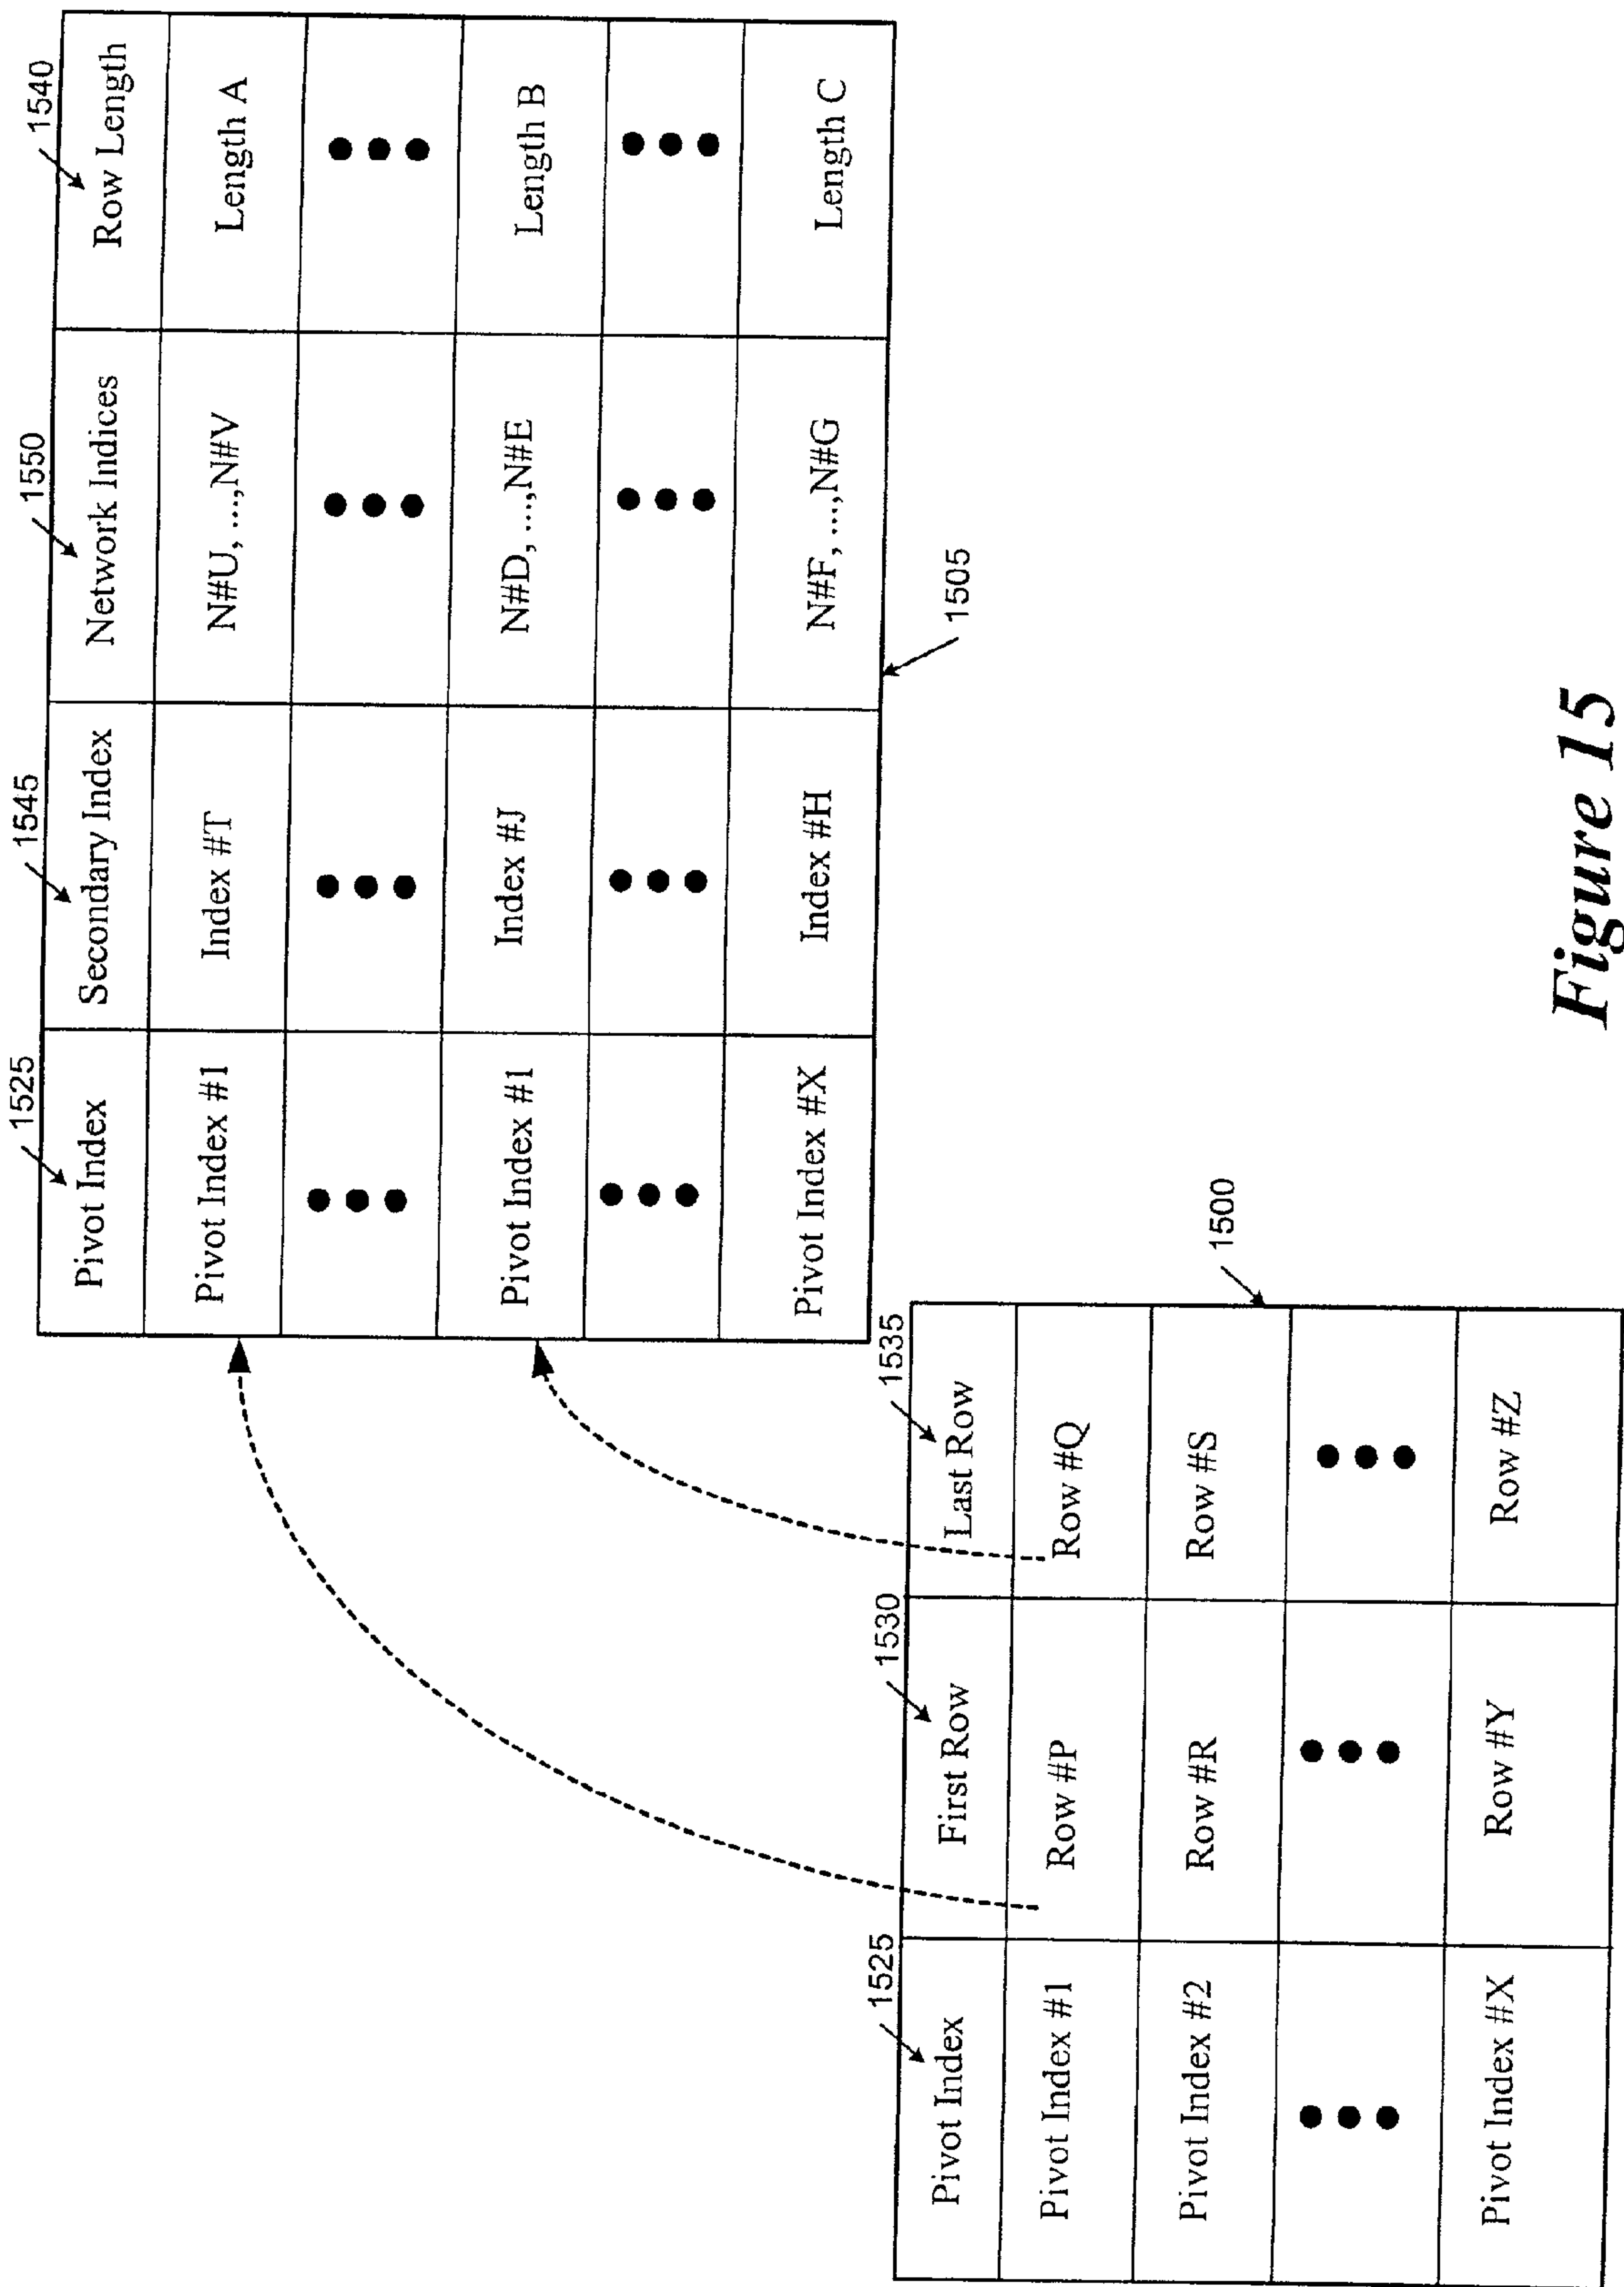 1525
1545
1550
1540
Pivot Index Secondary Index Network Indices Row Length
Pivot Index #1 Index #T N#U, ...,N#V Length A
Pivot Index #1 Index #J N#D, ...,N#E Length B
Pivot Index #X Index #H N#F, ...,N#G Length C
1505
1525
1530
1535
Pivot Index First Row Last Row
Pivot Index #1 Row #P Row #Q
Pivot Index #2 Row #R Row #S
Pivot Index #X Row #Y Row #Z
1500
Figure 15